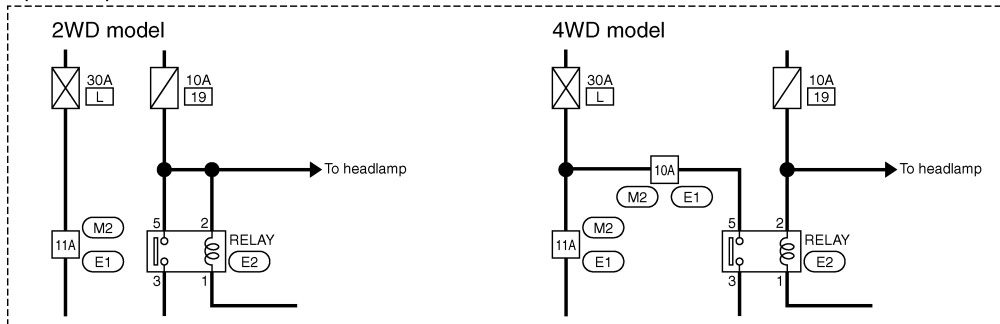 2WD model
30A
L
10A
19
To headlamp
11A
M2
E1
5
2
RELAY
E2
3
1
4WD model
30A
L
10A
19
10A
M2
E1
To headlamp
11A
M2
E1
5
2
RELAY
E2
3
1